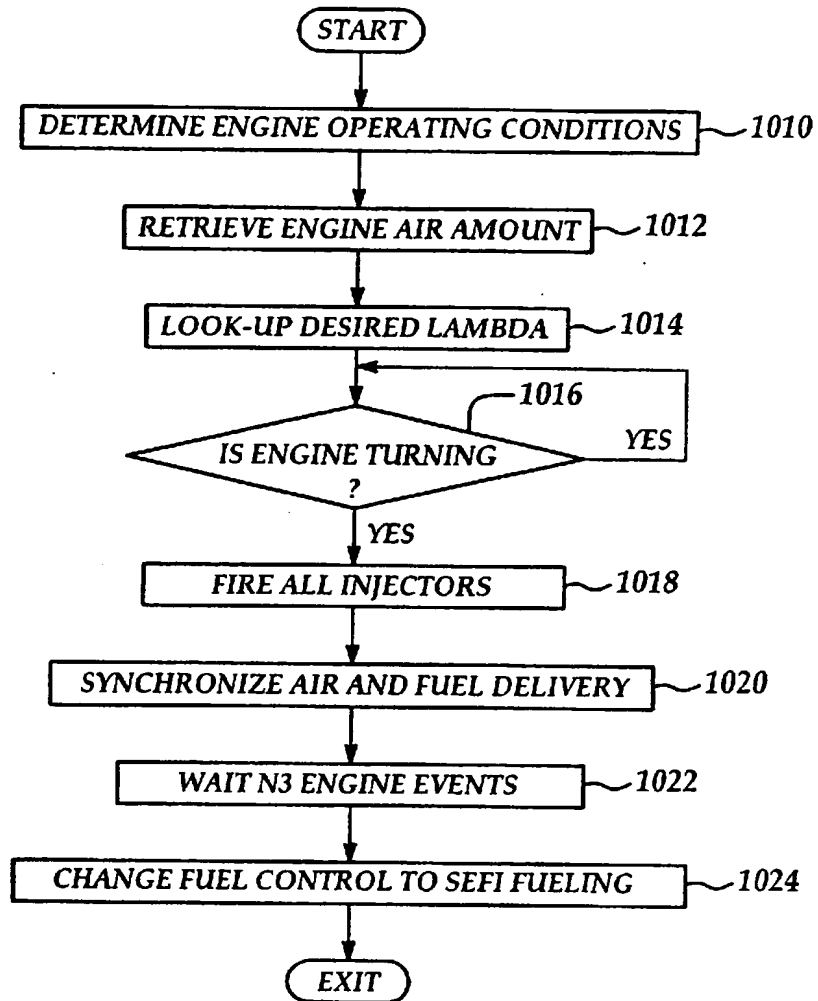 START
DETERMINE ENGINE OPERATING CONDITIONS 1010
RETRIEVE ENGINE AIR AMOUNT 1012
LOOK-UP DESIRED LAMBDA 1014
1016
IS ENGINE TURNING YES
?
YES
FIRE ALL INJECTORS 1018
SYNCHRONIZE AIR AND FUEL DELIVERY 1020
WAIT N3 ENGINE EVENTS 1022
CHANGE FUEL CONTROL TO SEFI FUELING 1024
EXIT